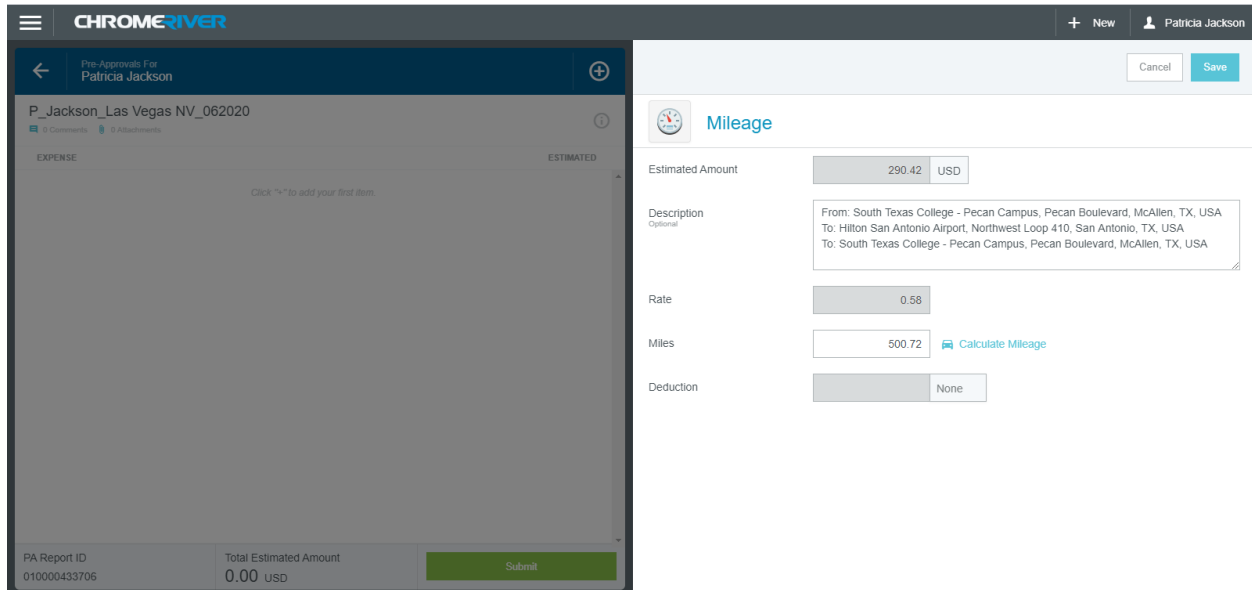 CHROMERIVER
+ New
Patricia Jackson
Pre-Approvals For
Patricia Jackson
P_Jackson_Las Vegas NV_062020
0 Comments 0 Attachments
EXPENSE ESTIMATED
Click "+" to add your first item.
PA Report ID
010000433706
Total Estimated Amount
0.00 USD
Submit
Cancel Save
Mileage
Estimated Amount 290.42 USD
Description
Optional
From: South Texas College - Pecan Campus, Pecan Boulevard, McAllen, TX, USA
To: Hilton San Antonio Airport, Northwest Loop 410, San Antonio, TX, USA
To: South Texas College - Pecan Campus, Pecan Boulevard, McAllen, TX, USA
Rate 0.58
Miles 500.72 Calculate Mileage
Deduction None